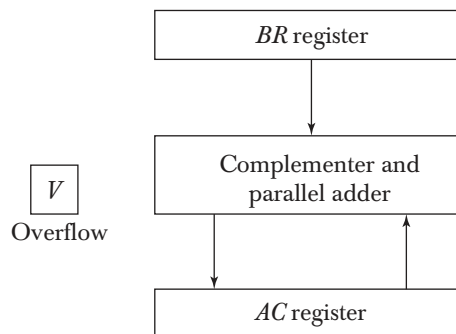 BR register
Complementer and
parallel adder
V
Overflow
AC register